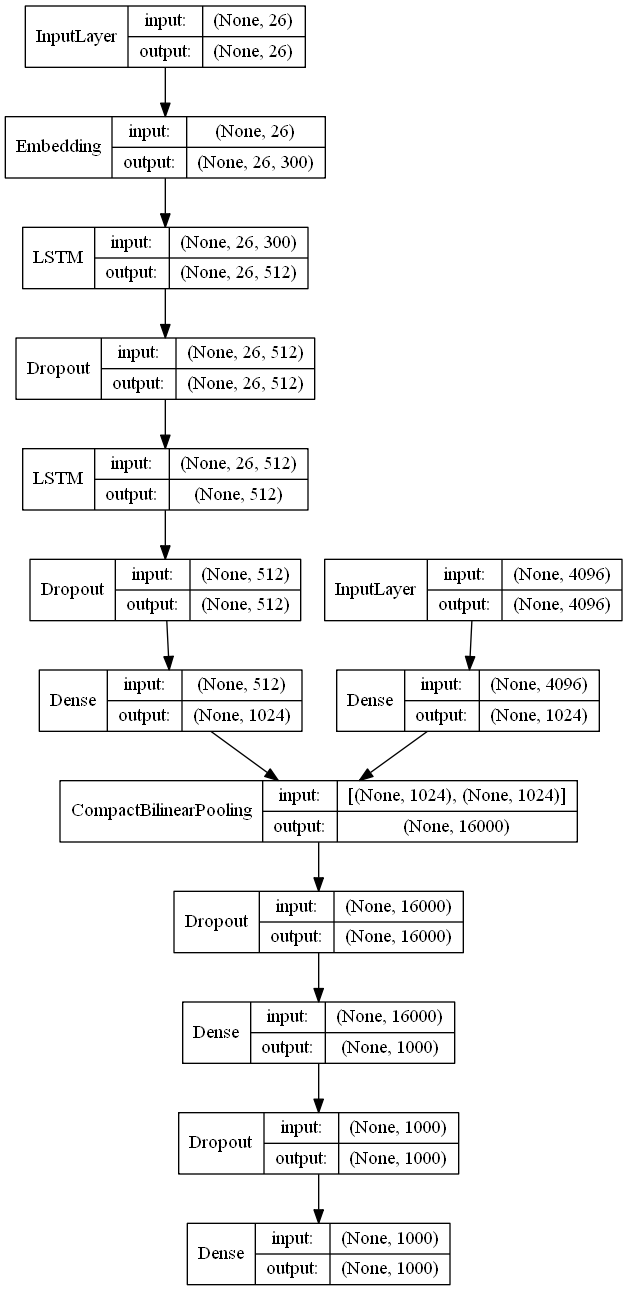 InputLayer input: (None, 26)
output: (None, 26)
Embedding input: (None, 26)
output: (None, 26, 300)
LSTM input: (None, 26, 300)
output: (None, 26, 512)
Dropout input: (None, 26, 512)
output: (None, 26, 512)
LSTM input: (None, 26, 512)
output: (None, 512)
Dropout input: (None, 512)
output: (None, 512)
InputLayer input: (None, 4096)
output: (None, 4096)
Dense input: (None, 512)
output: (None, 1024)
Dense input: (None, 4096)
output: (None, 1024)
CompactBilinearPooling input: [(None, 1024), (None, 1024)]
output: (None, 16000)
Dropout input: (None, 16000)
output: (None, 16000)
Dense input: (None, 16000)
output: (None, 1000)
Dropout input: (None, 1000)
output: (None, 1000)
Dense input: (None, 1000)
output: (None, 1000)